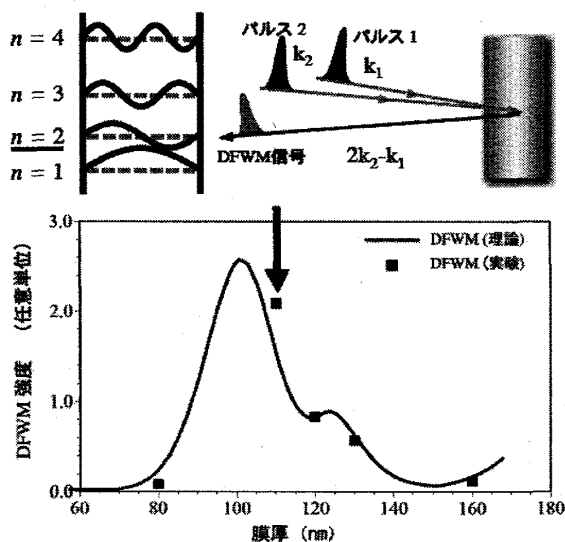 n = 4
n = 3
n = 2
n = 1
パルス 2
k₂
パルス 1
k₁
DFWM信号
2k₂-k₁
DFWM 強度 (任意単位)
3.0
2.0
1.0
0.0
DFWM (理論)
DFWM (実験)
60
80
100
120
140
160
180
膜厚 (nm)